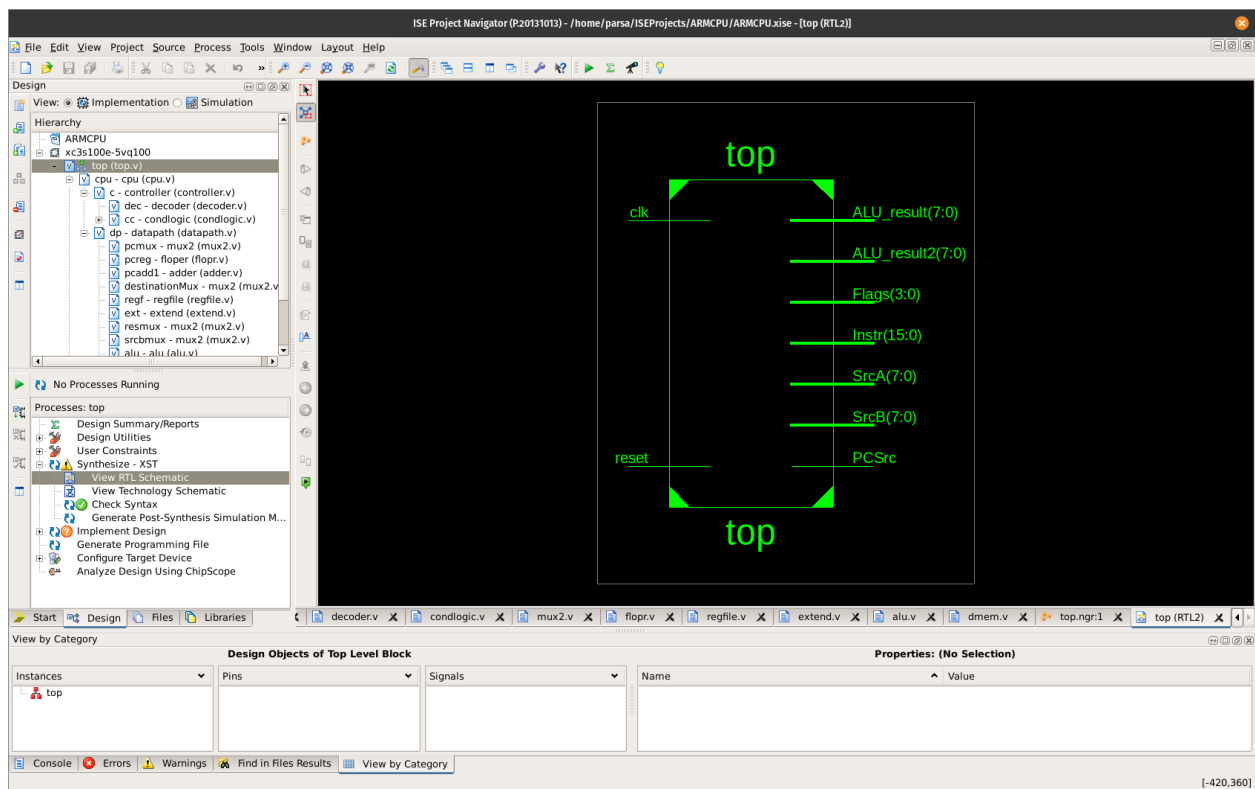 ISE Project Navigator (P.20131013) - /home/parsa/ISEProjects/ARMCPU/ARMCPU.xise - [top (RTL2)]
File Edit View Project Source Process Tools Window Layout Help
»
Design
View: Implementation Simulation
Hierarchy
ARMCPU
xc3s100e-5vq100
top (top.v)
cpu - cpu (cpu.v)
c - controller (controller.v)
dec - decoder (decoder.v)
cc - condlogic (condlogic.v)
dp - datapath (datapath.v)
pcmux - mux2 (mux2.v)
pcreg - floper (flopr.v)
pcadd1 - adder (adder.v)
destinationMux - mux2 (mux2.v
regf - regfile (regfile.v)
ext - extend (extend.v)
resmux - mux2 (mux2.v)
srcbmux - mux2 (mux2.v)
alu - alu (alu.v)
No Processes Running
Processes: top
Design Summary/Reports
Design Utilities
User Constraints
Synthesize - XST
View RTL Schematic
View Technology Schematic
Check Syntax
Generate Post-Synthesis Simulation M...
Implement Design
Generate Programming File
Configure Target Device
Analyze Design Using ChipScope
Start Design Files Libraries
top
clk
reset
ALU_result(7:0)
ALU_result2(7:0)
Flags(3:0)
Instr(15:0)
SrcA(7:0)
SrcB(7:0)
PCSrc
top
decoder.v condlogic.v mux2.v flopr.v regfile.v extend.v alu.v dmem.v top.ngr:1 top (RTL2)
View by Category
Design Objects of Top Level Block
Properties: (No Selection)
Instances Pins Signals Name Value
top
Console Errors Warnings Find in Files Results View by Category
[-420,360]